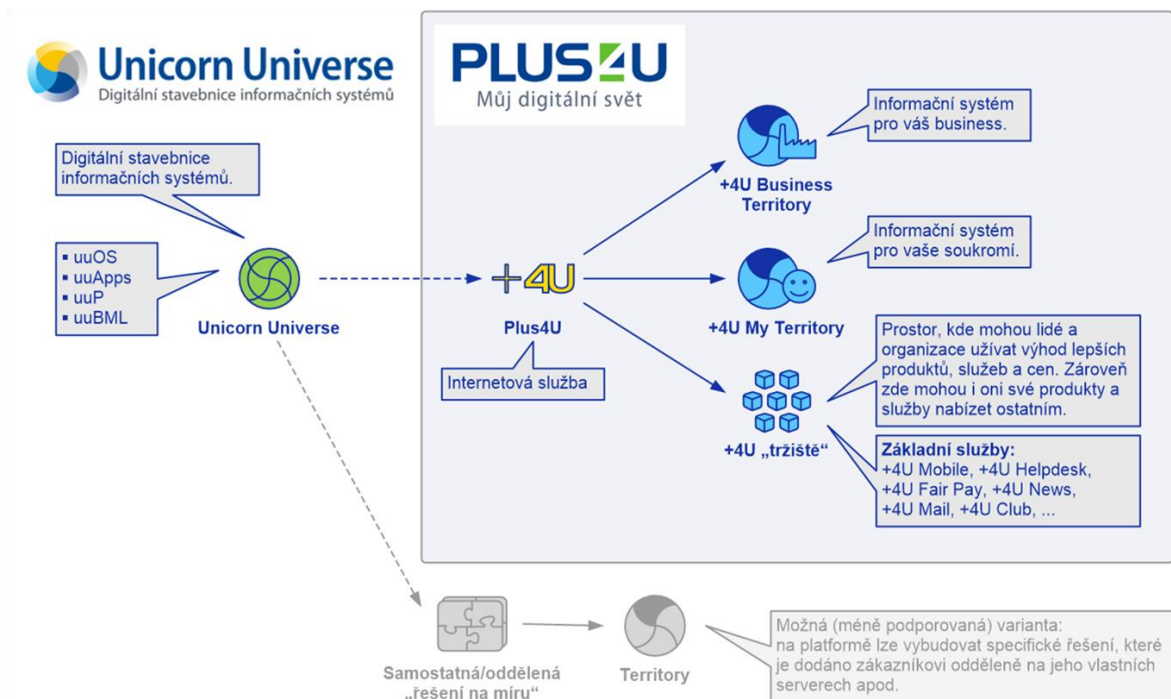 Unicorn Universe
Digitální stavebnice informačních systémů
PLUS4U
Můj digitální svět
Digitální stavebnice
informačních systémů.
▪ uuOS
▪ uuApps
▪ uuP
▪ uuBML
Unicorn Universe
+4U
Plus4U
Internetová služba
+4U Business
Territory
Informační systém
pro váš business.
+4U My Territory
Informační systém
pro vaše soukromí.
+4U „tržiště“
Prostor, kde mohou lidé a
organizace užívat výhod lepších
produktů, služeb a cen. Zároveň
zde mohou i oni své produkty a
služby nabízet ostatním.
Základní služby:
+4U Mobile, +4U Helpdesk,
+4U Fair Pay, +4U News,
+4U Mail, +4U Club, ...
Samostatná/oddělená
„řešení na míru“
Territory
Možná (méně podporovaná) varianta:
na platformě lze vybudovat specifické řešení, které
je dodáno zákazníkovi odděleně na jeho vlastních
serverech apod.